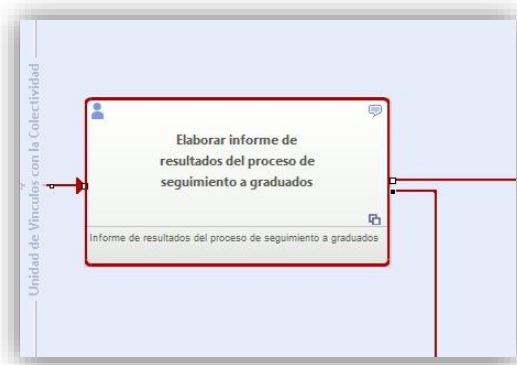 Unidad de Vínculos con la Colectividad
Elaborar informe de
resultados del proceso de
seguimiento a graduados
Informe de resultados del proceso de seguimiento a graduados